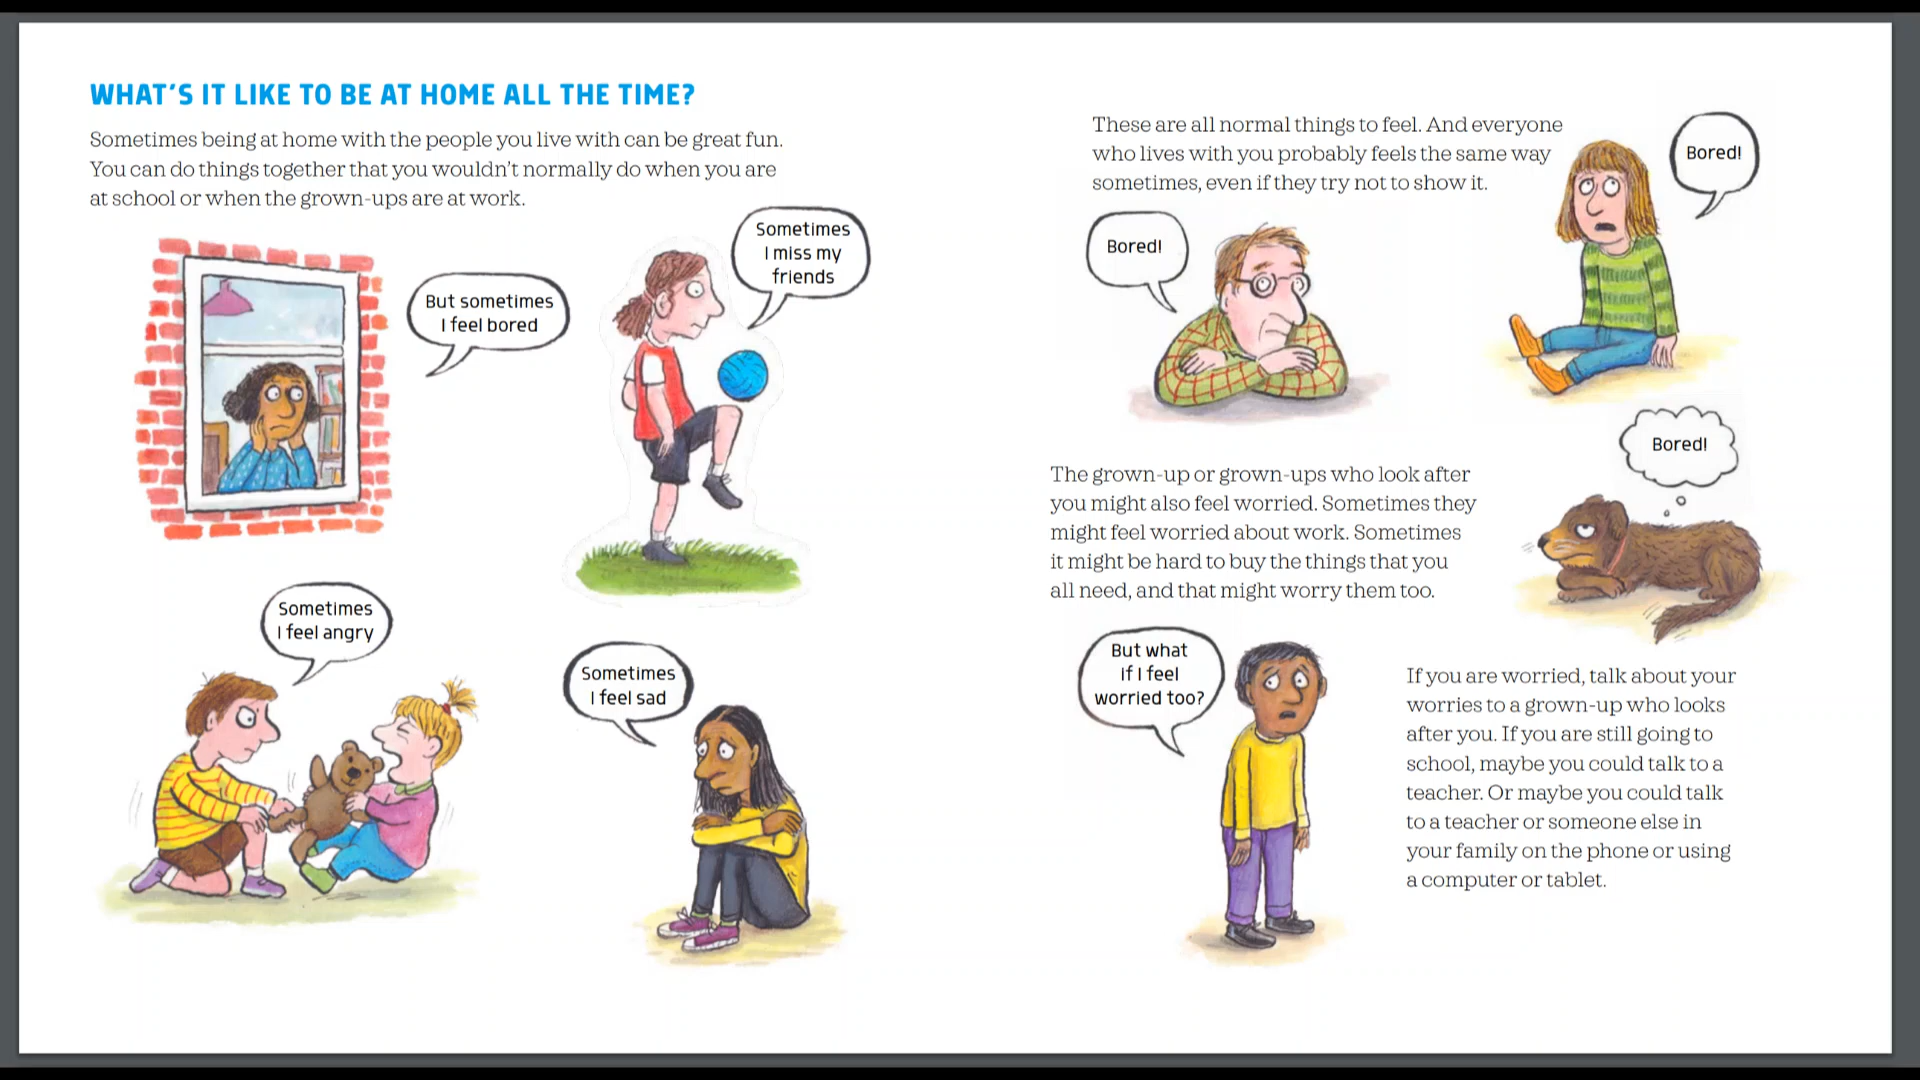 WHAT'S IT LIKE TO BE AT HOME ALL THE TIME?
Sometimes being at home with the people you live with can be great fun.
You can do things together that you wouldn't normally do when you are
at school or when the grown-ups are at work.
But sometimes
I feel bored
Sometimes
I miss my
friends
Sometimes
I feel angry
Sometimes
I feel sad
These are all normal things to feel. And everyone
who lives with you probably feels the same way
sometimes, even if they try not to show it.
Bored!
Bored!
Bored!
The grown-up or grown-ups who look after
you might also feel worried. Sometimes they
might feel worried about work. Sometimes
it might be hard to buy the things that you
all need, and that might worry them too.
But what
if I feel
worried too?
If you are worried, talk about your
worries to a grown-up who looks
after you. If you are still going to
school, maybe you could talk to a
teacher. Or maybe you could talk
to a teacher or someone else in
your family on the phone or using
a computer or tablet.